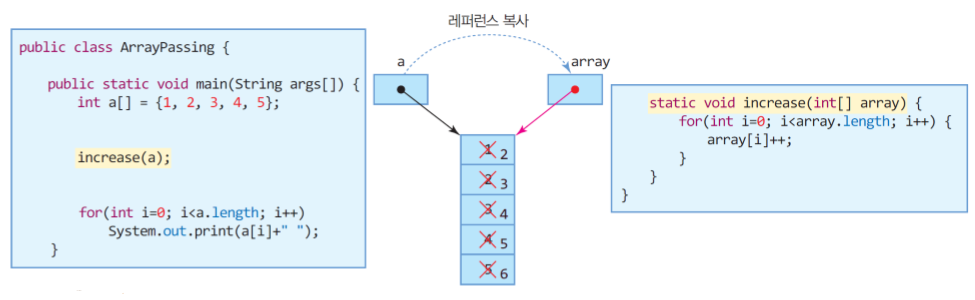 레퍼런스 복사
public class ArrayPassing {
public static void main(String args[]) {
int a[] = {1, 2, 3, 4, 5};
increase(a);
for(int i=0; i<a.length; i++)
System.out.print(a[i]+" ");
}
a
array
1 2
2 3
3 4
4 5
5 6
static void increase(int[] array) {
for(int i=0; i<array.length; i++) {
array[i]++;
}
}
}